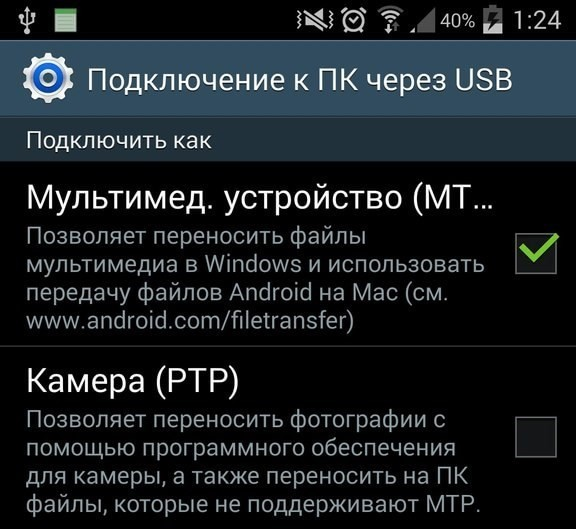 40% 1:24
Подключение к ПК через USB
Подключить как
Мультимед. устройство (MT...
Позволяет переносить файлы
мультимедиа в Windows и использовать
передачу файлов Android на Mac (см.
www.android.com/filetransfer)
Камера (PTP)
Позволяет переносить фотографии с
помощью программного обеспечения
для камеры, а также переносить на ПК
файлы, которые не поддерживают MTP.